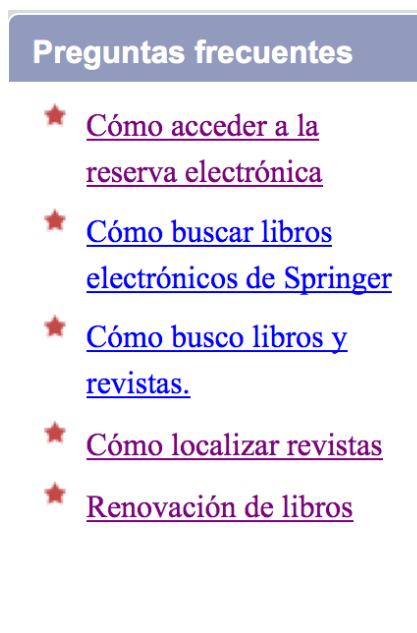 Preguntas frecuentes
Cómo acceder a la
reserva electrónica
Cómo buscar libros
electrónicos de Springer
Cómo busco libros y
revistas.
Cómo localizar revistas
Renovación de libros